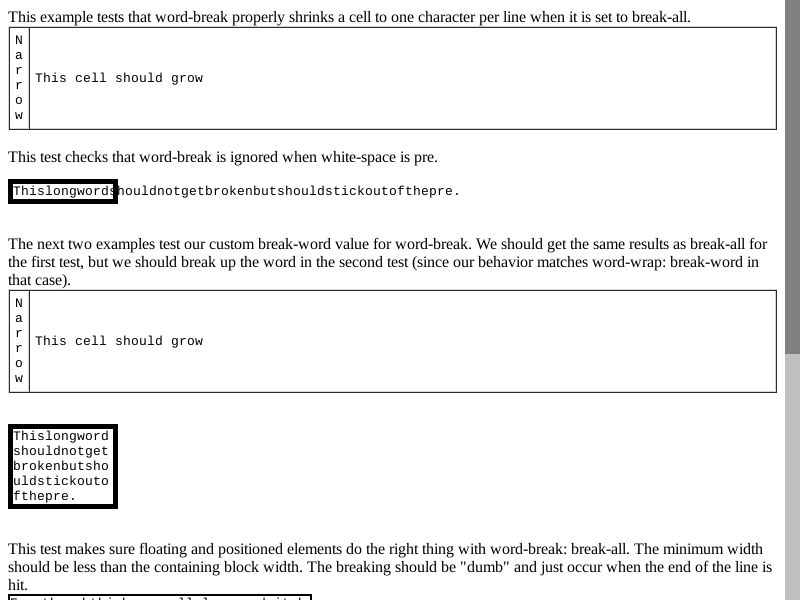 This example tests that word-break properly shrinks a cell to one character per line when it is set to break-all.
N
a
r
r
o
w
This cell should grow
This test checks that word-break is ignored when white-space is pre.
Thislongwordshouldnotgetbrokenbutshouldstickoutofthepre.
The next two examples test our custom break-word value for word-break. We should get the same results as break-all for
the first test, but we should break up the word in the second test (since our behavior matches word-wrap: break-word in
that case).
N
a
r
r
o
w
This cell should grow
Thislongword
shouldnotget
brokenbutsho
uldstickouto
fthepre.
This test makes sure floating and positioned elements do the right thing with word-break: break-all. The minimum width
should be less than the containing block width. The breaking should be "dumb" and just occur when the end of the line is
hit.